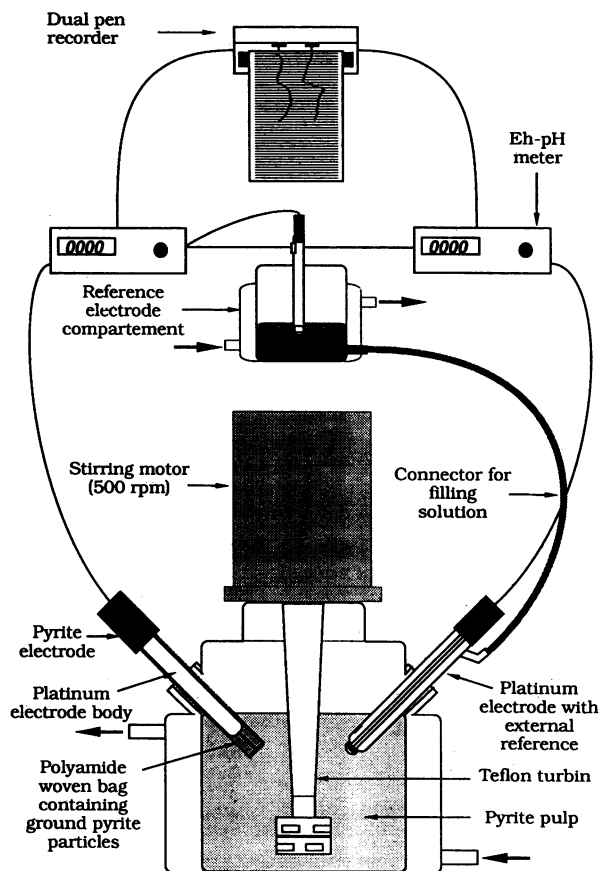 Dual pen
recorder
Eh-pH
meter
0000
0000
Reference
electrode
compartement
Stirring motor
(500 rpm)
Connector for
filling
solution
Pyrite
electrode
Platinum
electrode body
Platinum
electrode with
external
reference
Polyamide
woven bag
containing
ground pyrite
particles
Teflon turbin
Pyrite pulp